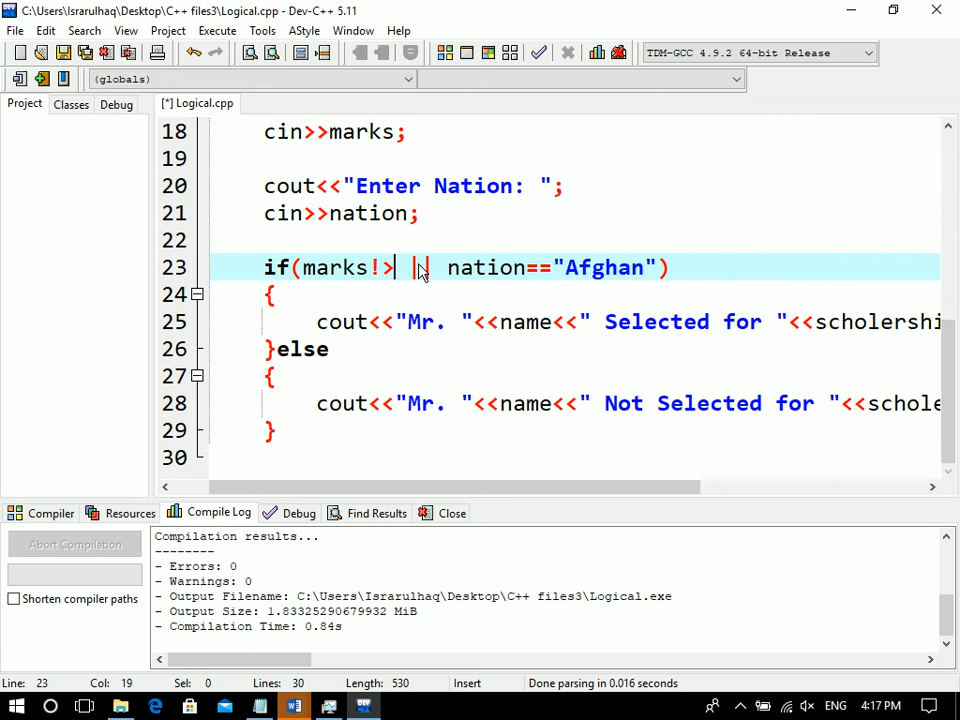 C:\Users\Israrulhaq\Desktop\C++ files3\Logical.cpp - Dev-C++ 5.11
File Edit Search View Project Execute Tools AStyle Window Help
TDM-GCC 4.9.2 64-bit Release
(globals)
Project Classes Debug [*] Logical.cpp
18 cin>>marks;
19
20 cout<<"Enter Nation: ";
21 cin>>nation;
22
23 if(marks!> || nation=="Afghan")
24 {
25 cout<<"Mr. "<<name<<" Selected for "<<scholershi
26 }else
27 {
28 cout<<"Mr. "<<name<<" Not Selected for "<<schole
29 }
30
Compiler Resources Compile Log Debug Find Results Close
Abort Compilation
Shorten compiler paths
Compilation results...
--------
- Errors: 0
- Warnings: 0
- Output Filename: C:\Users\Israrulhaq\Desktop\C++ files3\Logical.exe
- Output Size: 1.83325290679932 MiB
- Compilation Time: 0.84s
Line: 23 Col: 19 Sel: 0 Lines: 30 Length: 530 Insert Done parsing in 0.016 seconds
ENG 4:17 PM